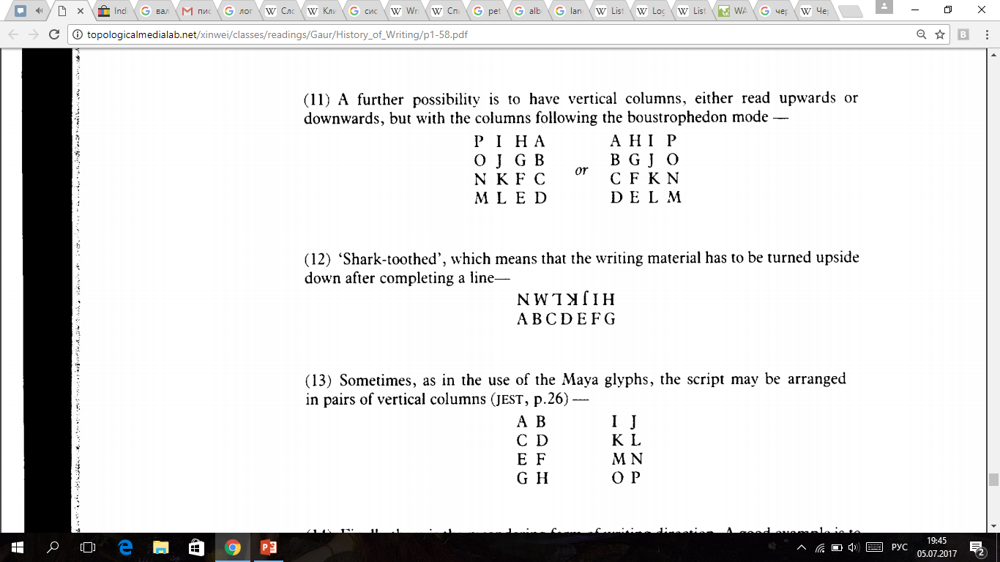 Ind
вал
пис
лог
Сло
Кли
сис
Wri
Спи
pet
alb
lan
List
Log
List
WA
чер
Чер
topologicalmedialab.net/xinwei/classes/readings/Gaur/History_of_Writing/p1-58.pdf
(11) A further possibility is to have vertical columns, either read upwards or
downwards, but with the columns following the boustrophedon mode —
P I H A
O J G B
N K F C
M L E D
or
A H I P
B G J O
C F K N
D E L M
(12) ‘Shark-toothed’, which means that the writing material has to be turned upside
down after completing a line—
N M L K J I H
A B C D E F G
(13) Sometimes, as in the use of the Maya glyphs, the script may be arranged
in pairs of vertical columns (JEST, p.26) —
A B I J
C D K L
E F M N
G H O P
РУС
19:45
05.07.2017
2